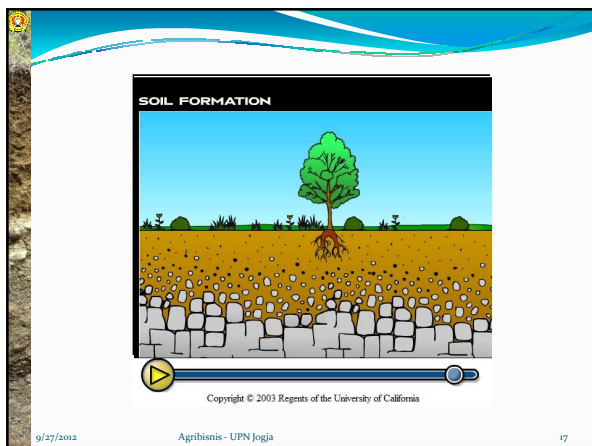 SOIL FORMATION
Copyright © 2003 Regents of the University of California
9/27/2012 Agribisnis - UPN Jogja 17